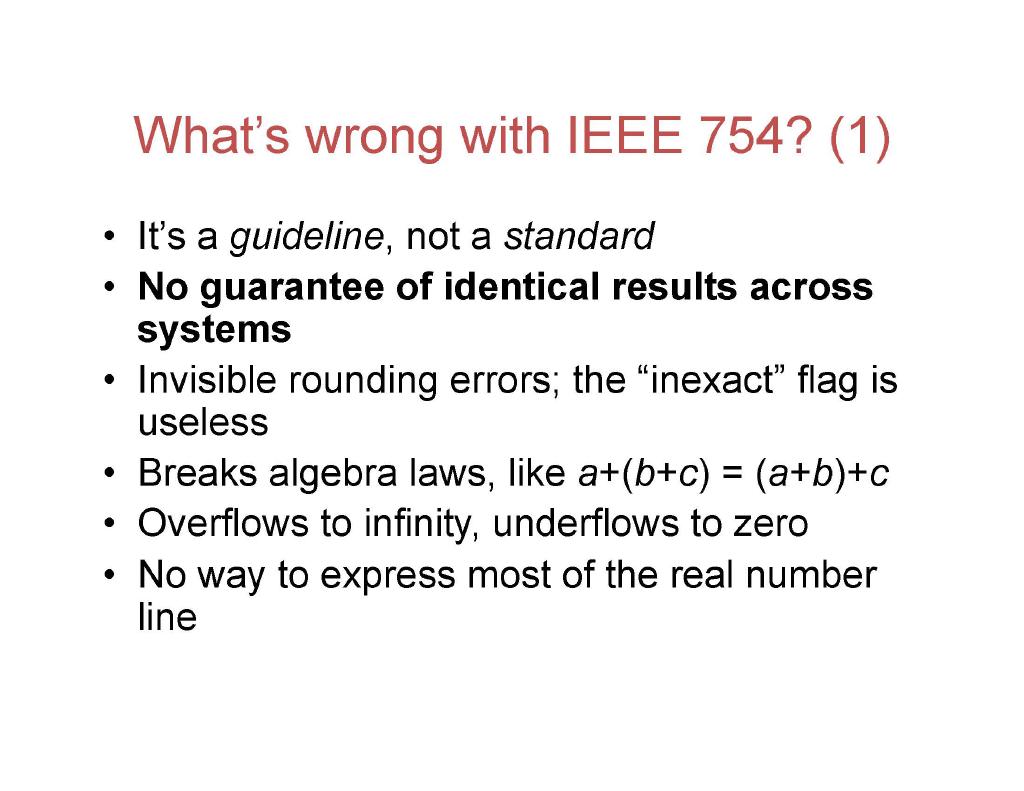 What’s wrong with IEEE 754? (1)
• It’s a guideline, not a standard
• No guarantee of identical results across
systems
• Invisible rounding errors; the “inexact” flag is
useless
• Breaks algebra laws, like a+(b+c) = (a+b)+c
• Overflows to infinity, underflows to zero
• No way to express most of the real number
line